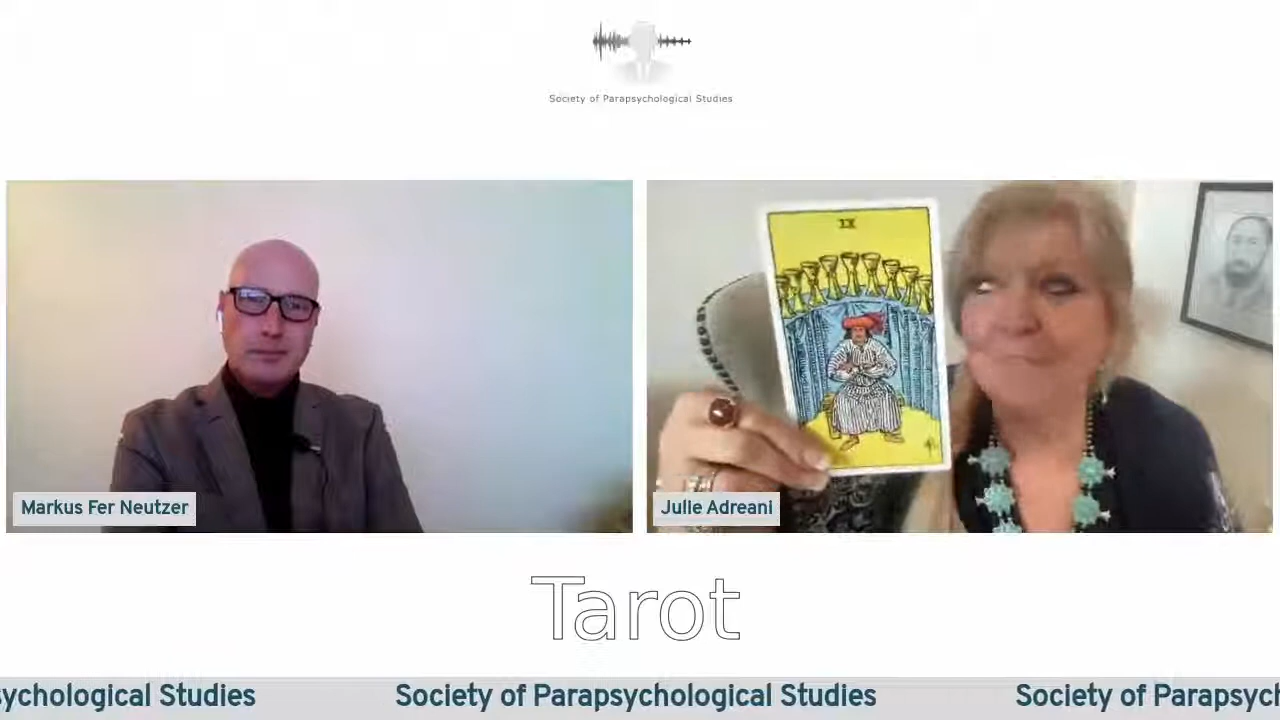 Society of Parapsychological Studies
IX
Markus Fer Neutzer
Julie Adreani
Tarot
sychological Studies
Society of Parapsychological Studies
Society of Parapsych